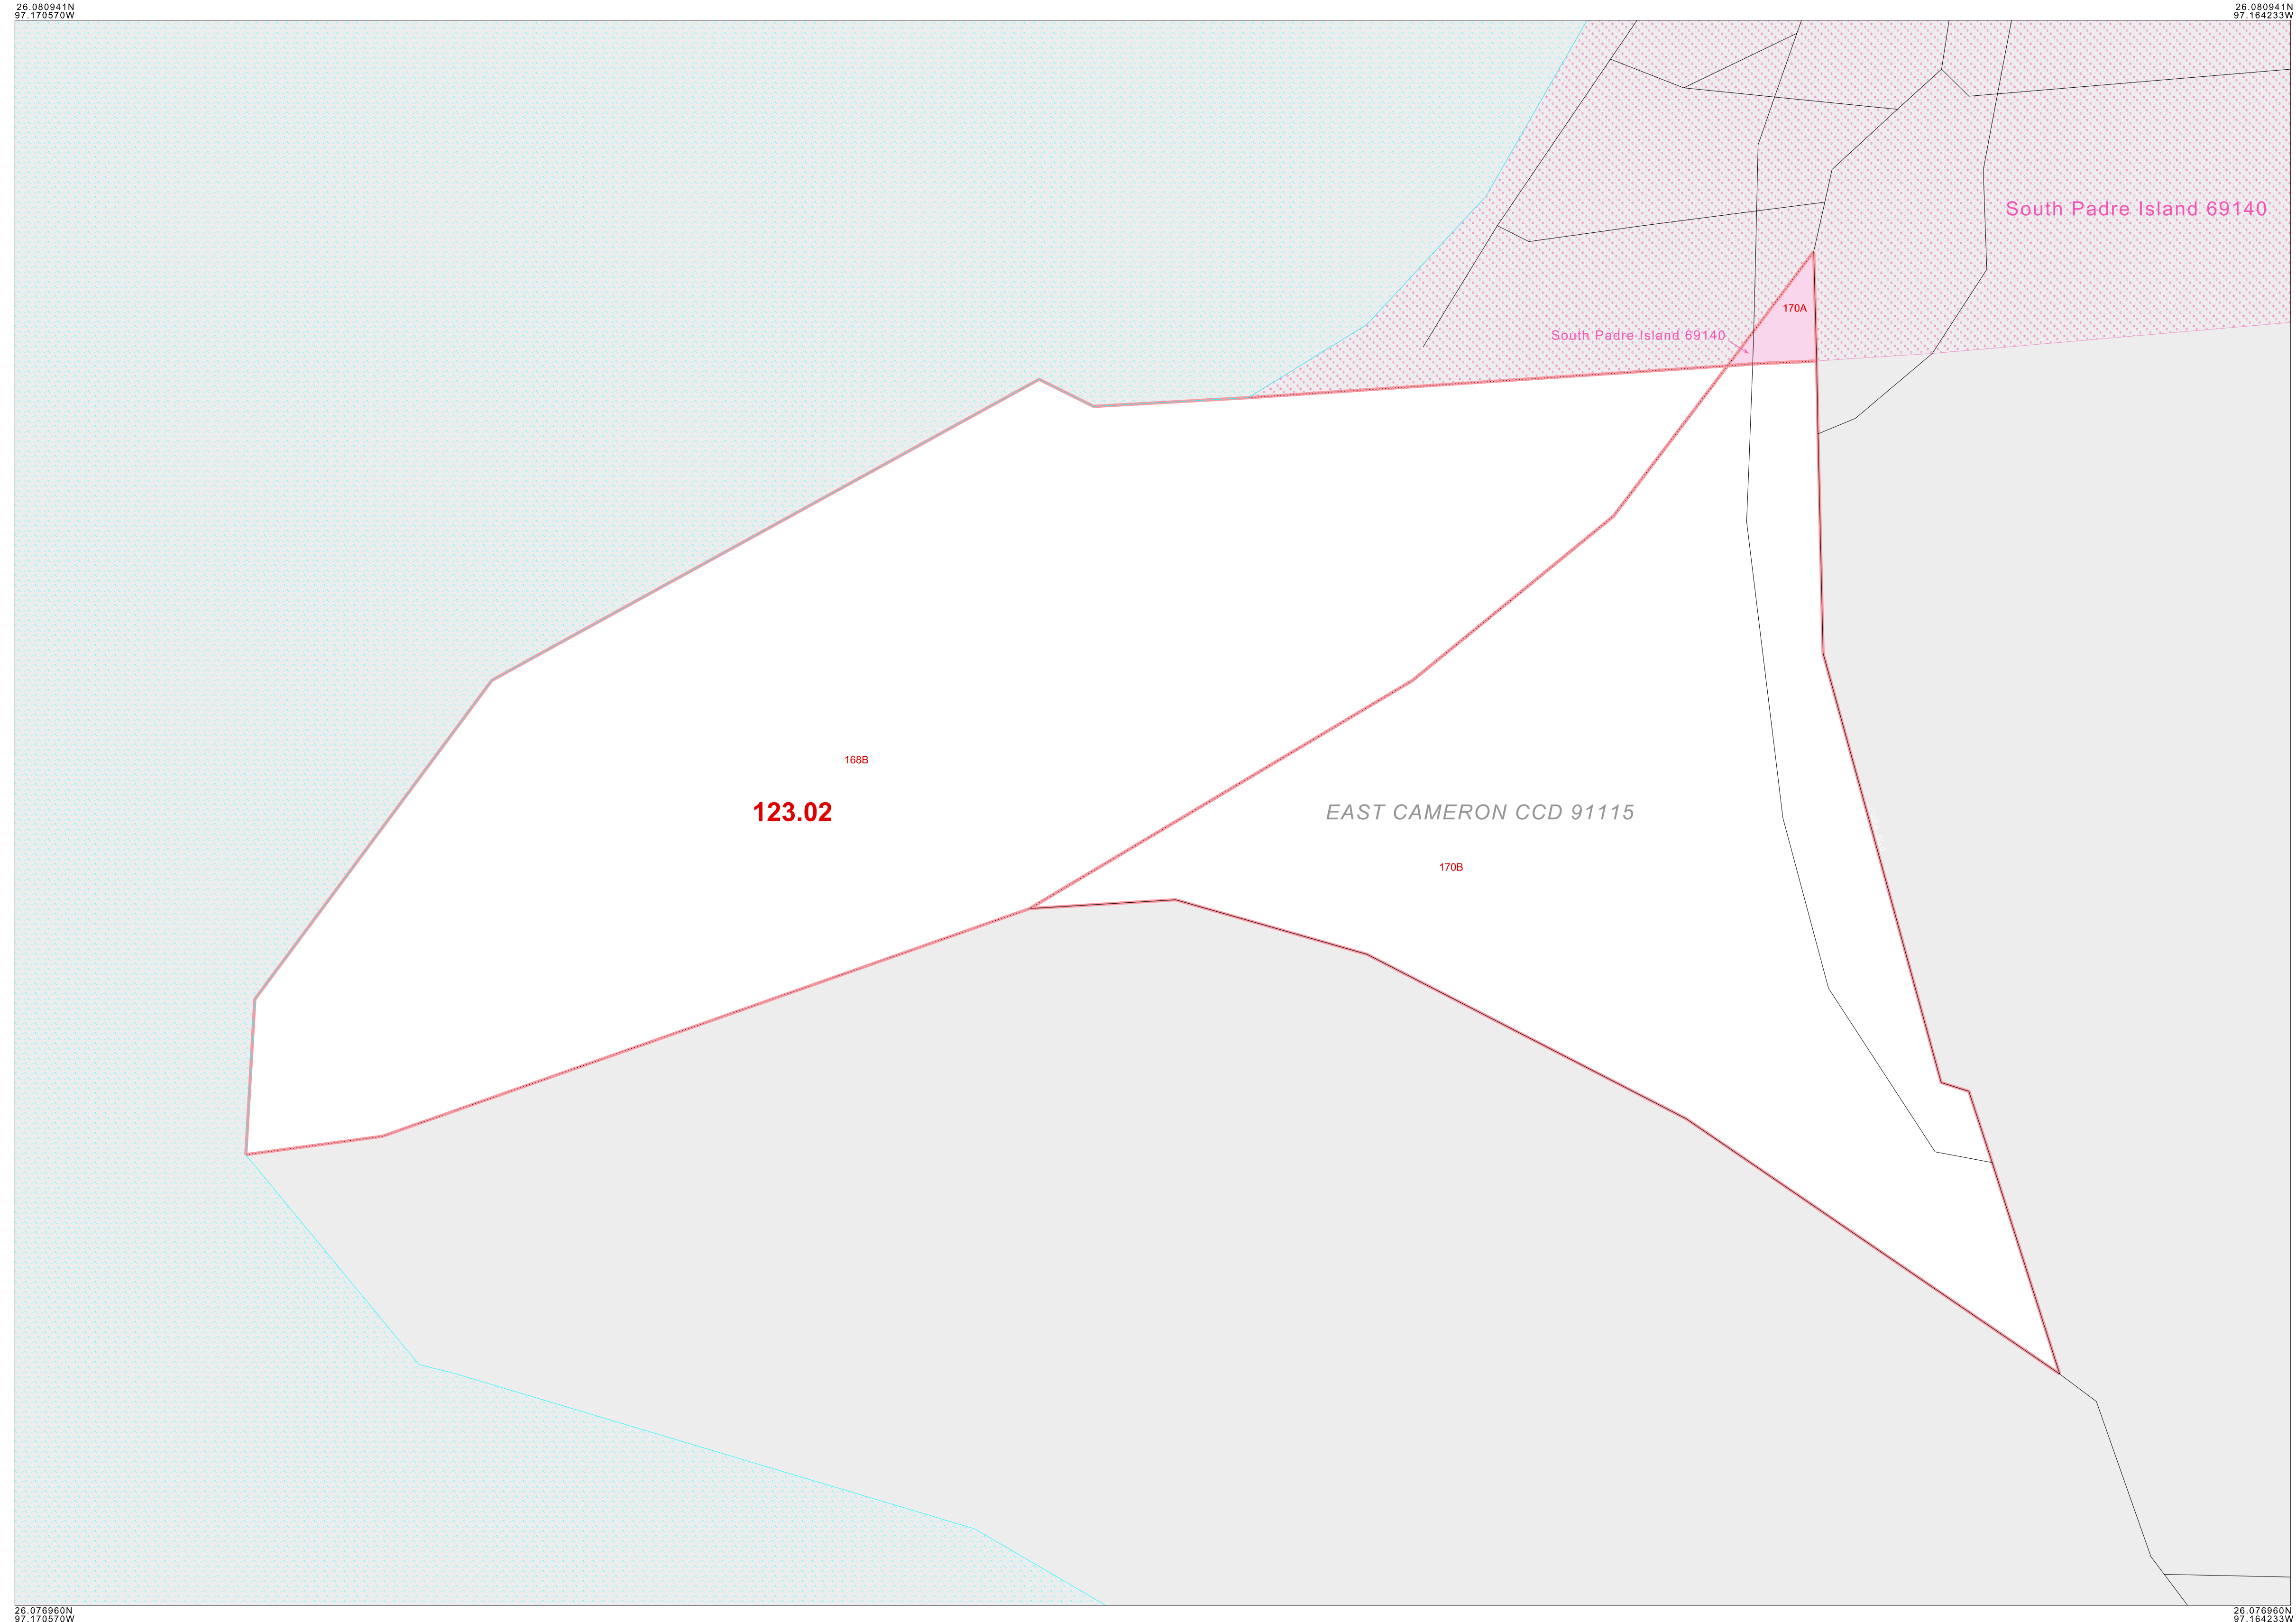 26.080941N
97.170570W
26.080941N
97.164233W
South Padre Island 69140
170A
South Padre Island 69140
168B
123.02
EAST CAMERON CCD 91115
170B
26.076960N
97.170570W
26.076960N
97.164233W